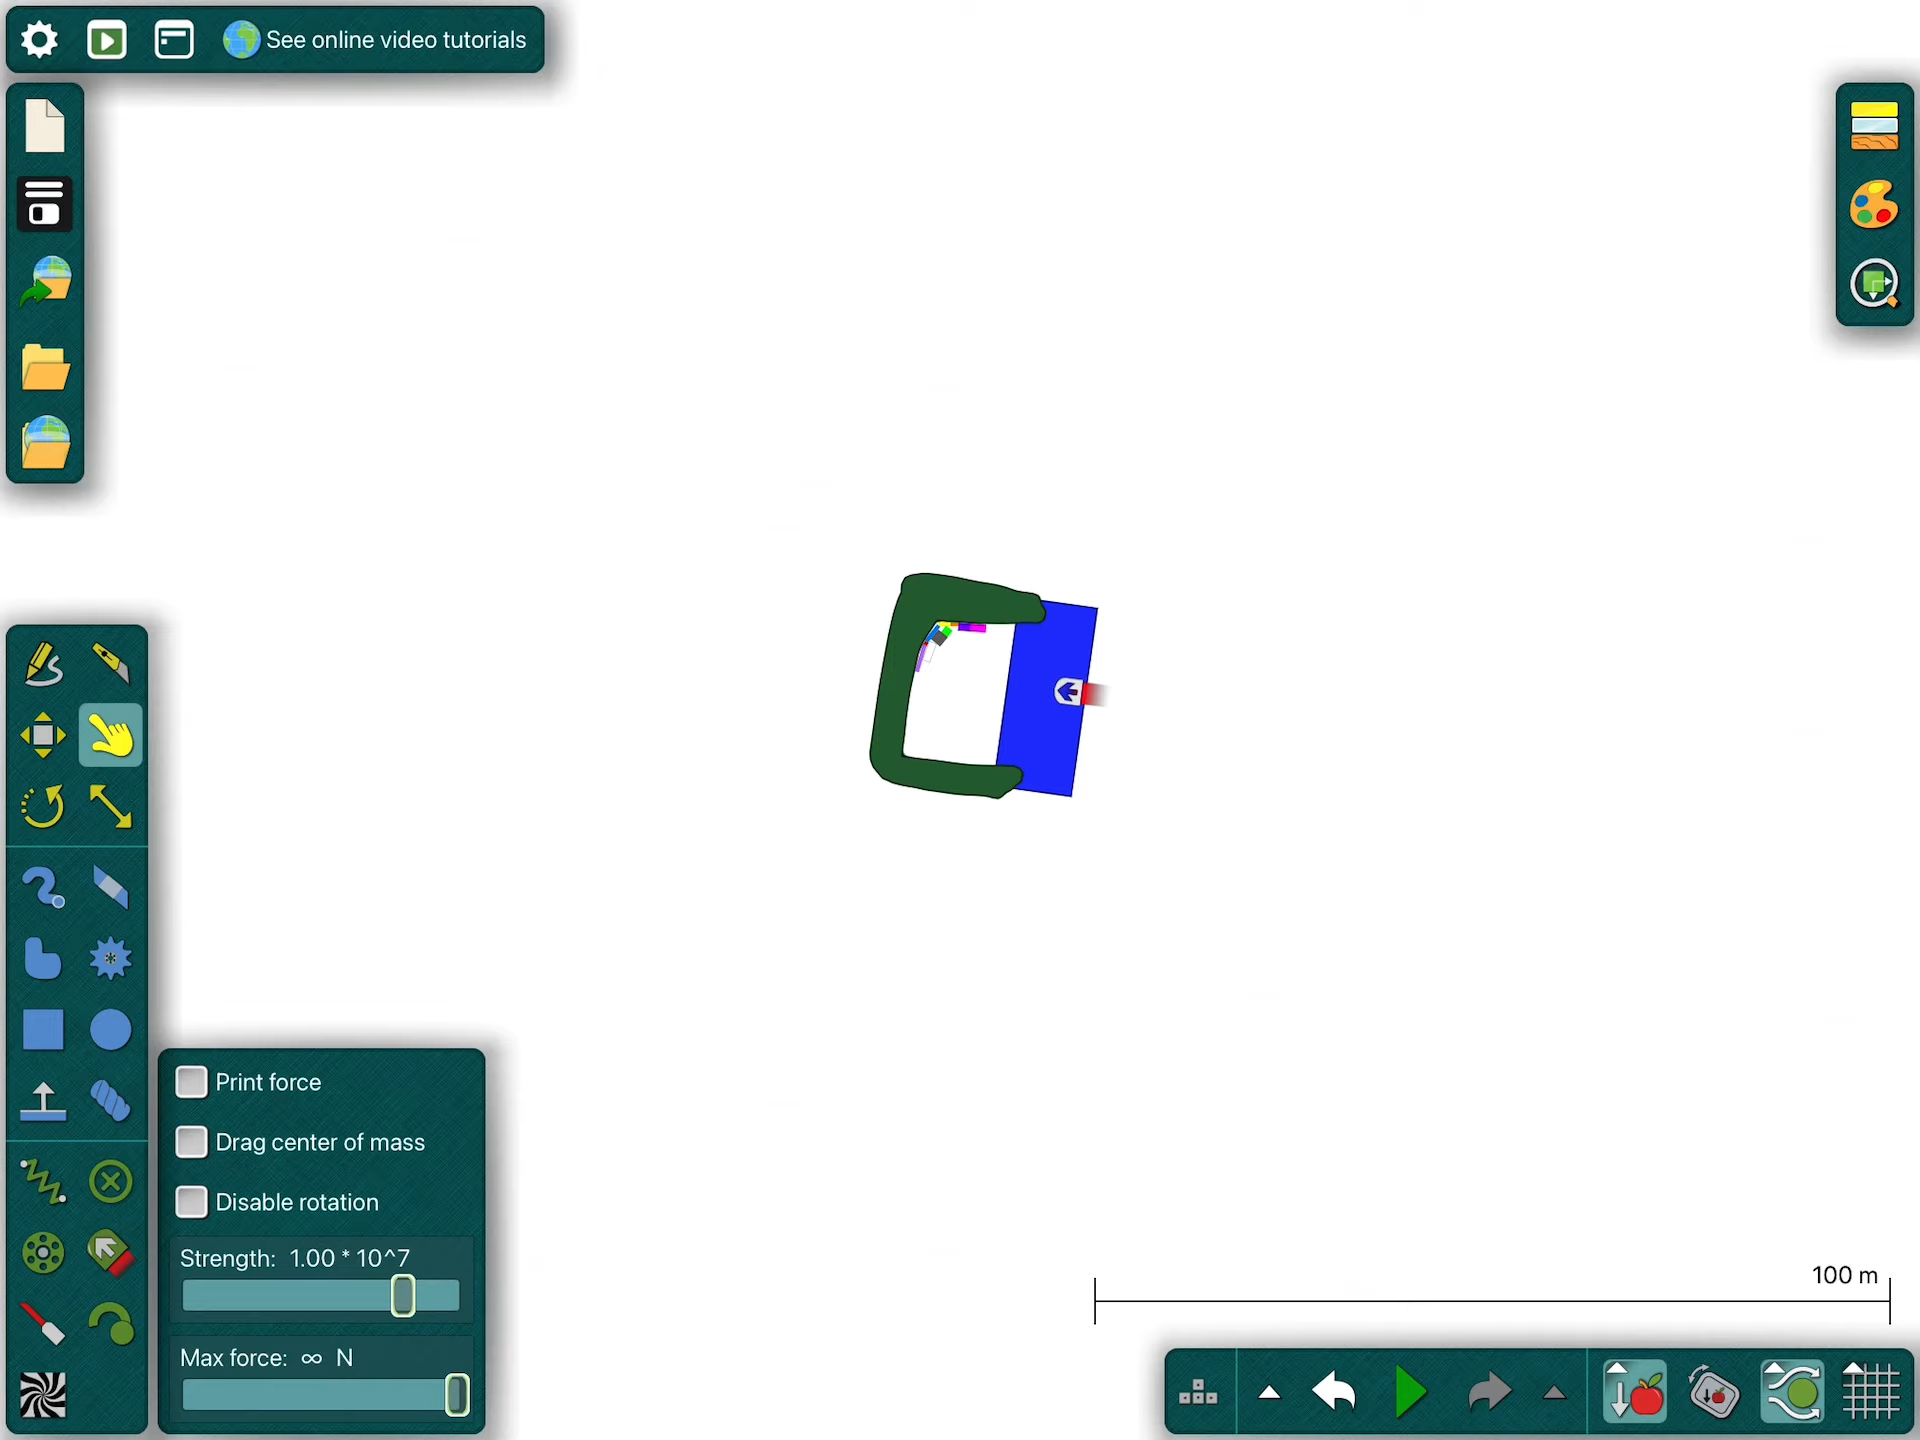 See online video tutorials
Print force
Drag center of mass
Disable rotation
Strength: 1.00 * 10^7
Max force: ∞ N
100 m